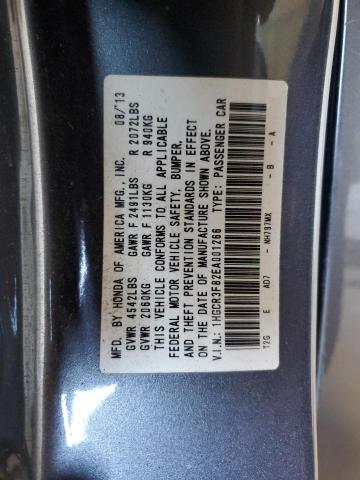 MFD. BY HONDA OF AMERICA MFG., INC. 08/'13
GVWR 4542LBS GAWR F 2491LBS R 2072LBS
GVWR 2060KG GAWR F 1130KG R 940KG
THIS VEHICLE CONFORMS TO ALL APPLICABLE
FEDERAL MOTOR VEHICLE SAFETY, BUMPER,
AND THEFT PREVENTION STANDARDS IN EFFECT
ON THE DATE OF MANUFACTURE SHOWN ABOVE.
V.I.N.: 1HGCR3F82EA001266 TYPE: PASSENGER CAR
T2G E AD7 - NH797MX - B - A